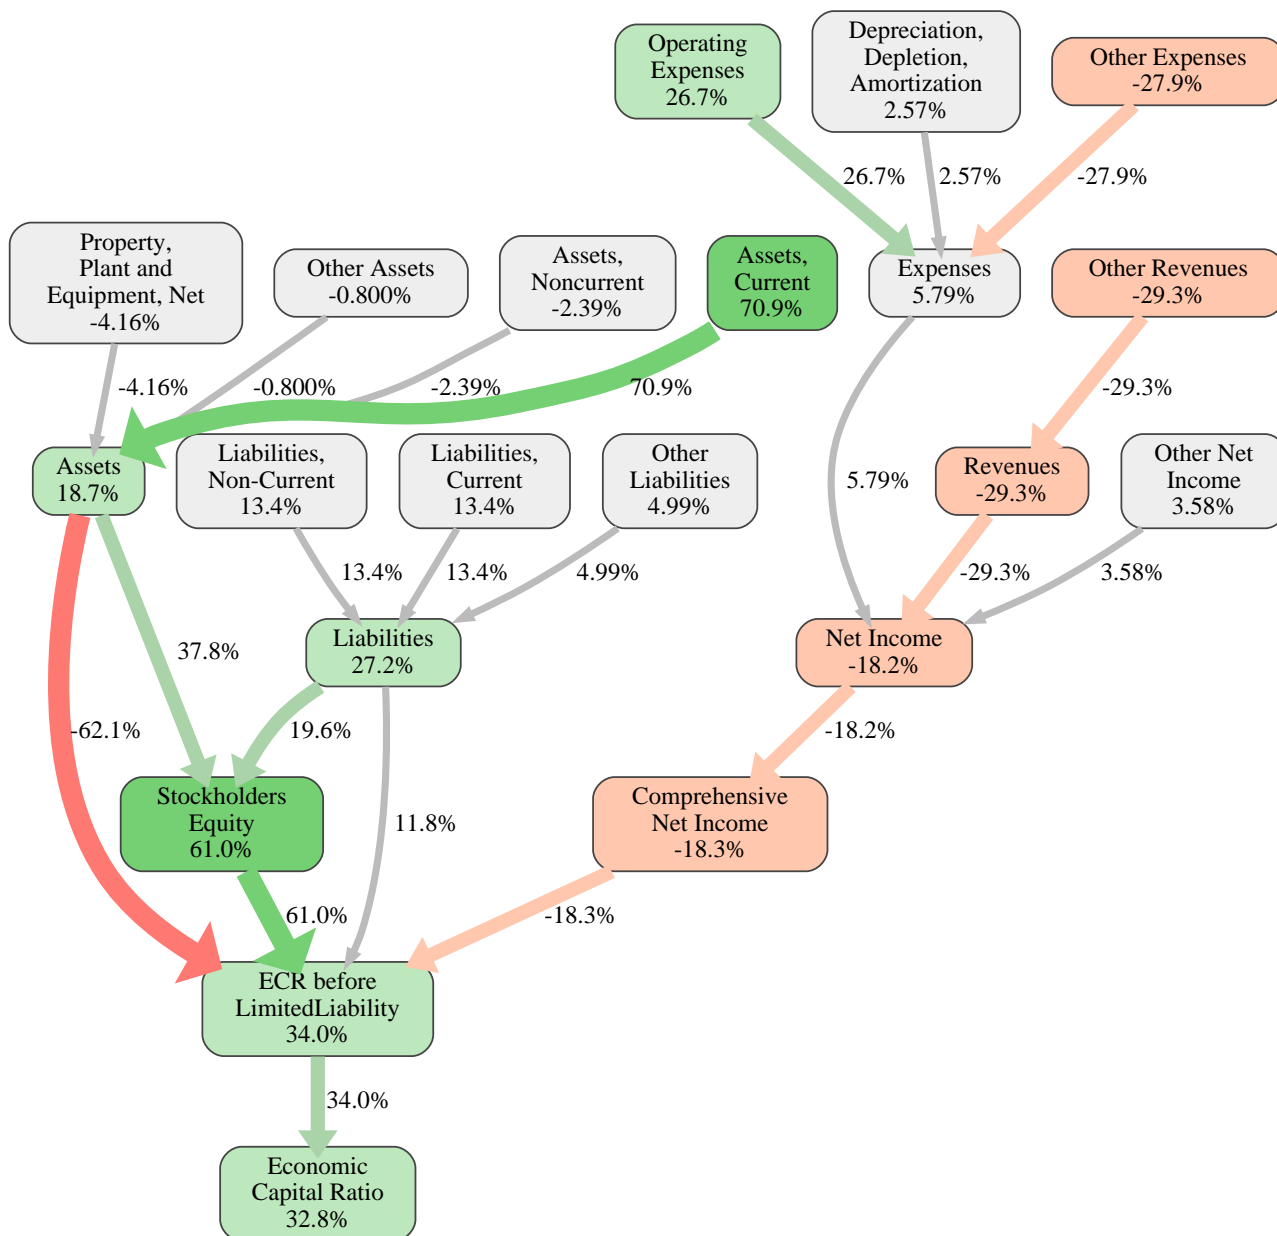 Operating
Expenses
26.7%
Depreciation,
Depletion,
Amortization
2.57%
Other Expenses
-27.9%
26.7%
2.57%
-27.9%
Property,
Plant and
Equipment, Net
-4.16%
Other Assets
-0.800%
Assets,
Noncurrent
-2.39%
Assets,
Current
70.9%
Expenses
5.79%
Other Revenues
-29.3%
-4.16%
-0.800%
-2.39%
70.9%
-29.3%
Assets
18.7%
Liabilities,
Non-Current
13.4%
Liabilities,
Current
13.4%
Other
Liabilities
4.99%
5.79%
Revenues
-29.3%
Other Net
Income
3.58%
13.4%
13.4%
4.99%
-29.3%
3.58%
37.8%
Liabilities
27.2%
Net Income
-18.2%
-62.1%
19.6%
-18.2%
Stockholders
Equity
61.0%
11.8%
Comprehensive
Net Income
-18.3%
61.0%
-18.3%
ECR before
LimitedLiability
34.0%
34.0%
Economic
Capital Ratio
32.8%